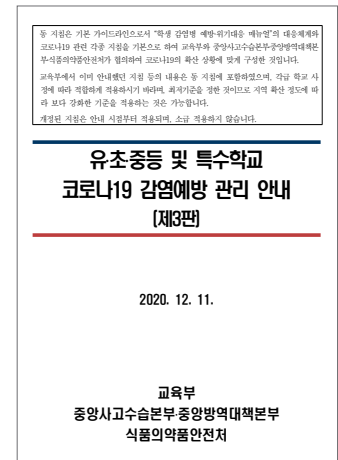 동 지침은 기본 가이드라인으로서 "학생 감염병 예방·위기대응 매뉴얼"의 대응체계와
코로나19 관련 각종 지침을 기본으로 하여 교육부와 중앙사고수습본부·중앙방역대책본
부·식품의약품안전처가 협의하여 코로나19의 확산 상황에 맞게 구성한 것입니다.
교육부에서 이미 안내했던 지침 등의 내용은 동 지침에 포함하였으며, 각급 학교 사
정에 따라 적합하게 적용하시기 바라며, 최저기준을 정한 것이므로 지역 확산 정도에 따
라 보다 강화한 기준을 적용하는 것은 가능합니다.
개정된 지침은 안내 시점부터 적용되며, 소급 적용하지 않습니다.
유·초·중등 및 특수학교
코로나19 감염예방 관리 안내
(제3판)
2020. 12. 11.
교육부
중앙사고수습본부·중앙방역대책본부
식품의약품안전처